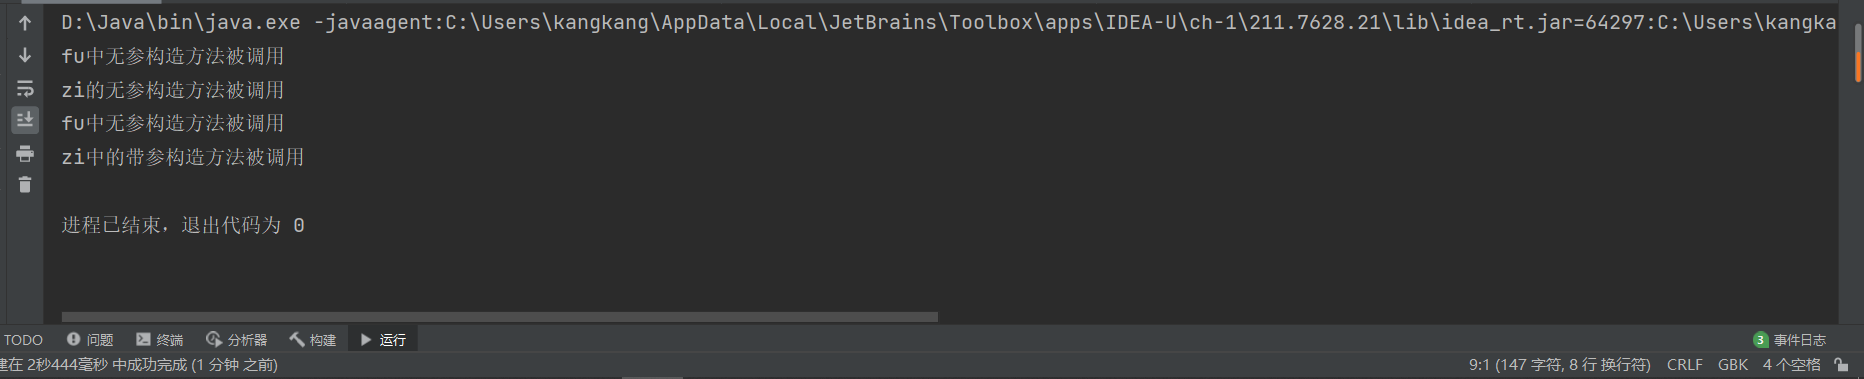 D:\Java\bin\java.exe -javaagent:C:\Users\kangkang\AppData\Local\JetBrains\Toolbox\apps\IDEA-U\ch-1\211.7628.21\lib\idea_rt.jar=64297:C:\Users\kangka
fu中无参构造方法被调用
zi的无参构造方法被调用
fu中无参构造方法被调用
zi中的带参构造方法被调用
进程已结束，退出代码为 0
TODO 问题 终端 分析器 构建 运行 3 事件日志
建在 2秒444毫秒 中成功完成 (1 分钟 之前) 9:1 (147 字符, 8 行 换行符) CRLF GBK 4 个空格